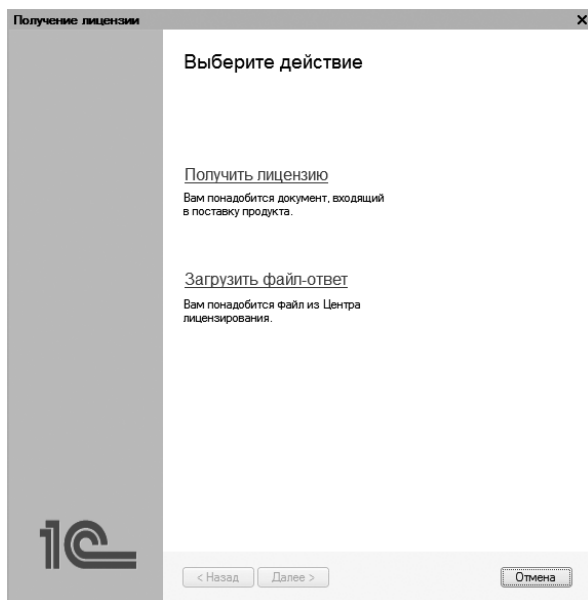 Получение лицензии
Выберите действие
Получить лицензию
Вам понадобится документ, входящий
в поставку продукта.
Загрузить файл-ответ
Вам понадобится файл из Центра
лицензирования.
1С
< Назад
Далее >
Отмена